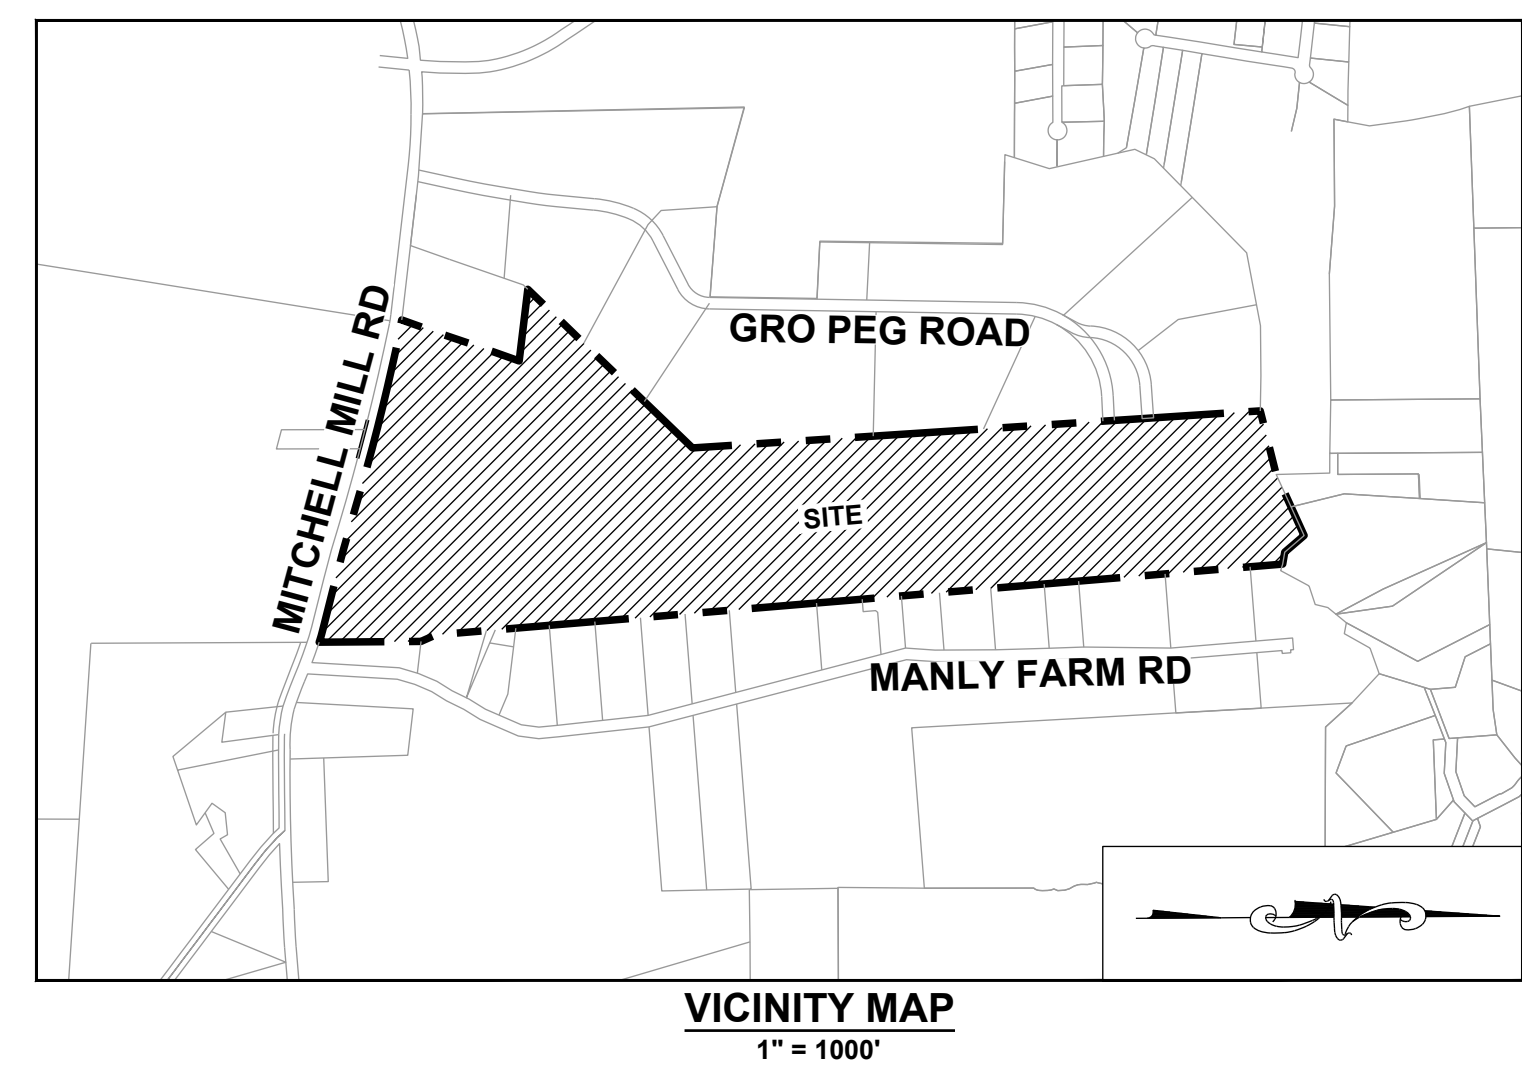 MITCHELL MILL RD
GRO PEG ROAD
SITE
MANLY FARM RD
N
VICINITY MAP
1" = 1000'